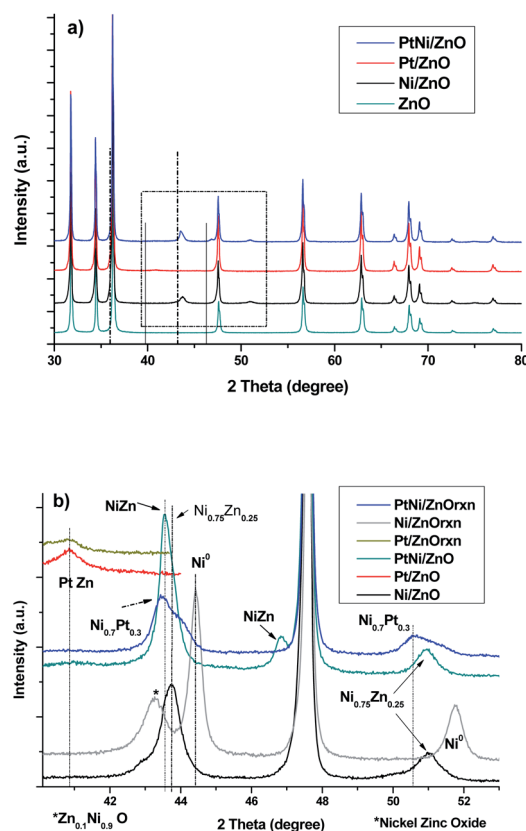 a)
PtNi/ZnO
Pt/ZnO
Ni/ZnO
ZnO
Intensity (a.u.)
30 40 50 60 70 80
2 Theta (degree)
b)
NiZn
Ni0.75Zn0.25
PtNi/ZnOrxn
Ni/ZnOrxn
Pt/ZnOrxn
PtNi/ZnO
Pt/ZnO
Ni/ZnO
Ni0
Pt Zn
Ni0.7Pt0.3
NiZn
Ni0.7Pt0.3
Ni0.75Zn0.25
*
Ni0
Intensity (a.u.)
42 44 46 48 50 52
*Zn0.1Ni0.9 O
2 Theta (degree)
*Nickel Zinc Oxide